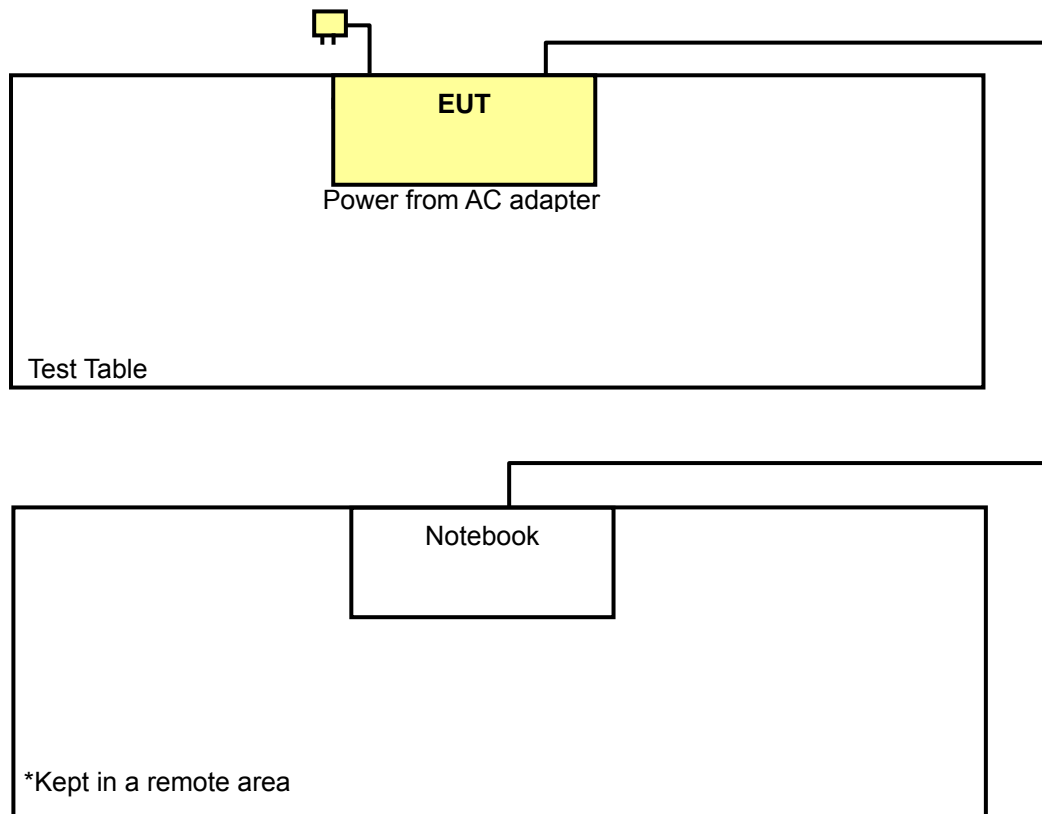 EUT
Power from AC adapter
Test Table
Notebook
*Kept in a remote area